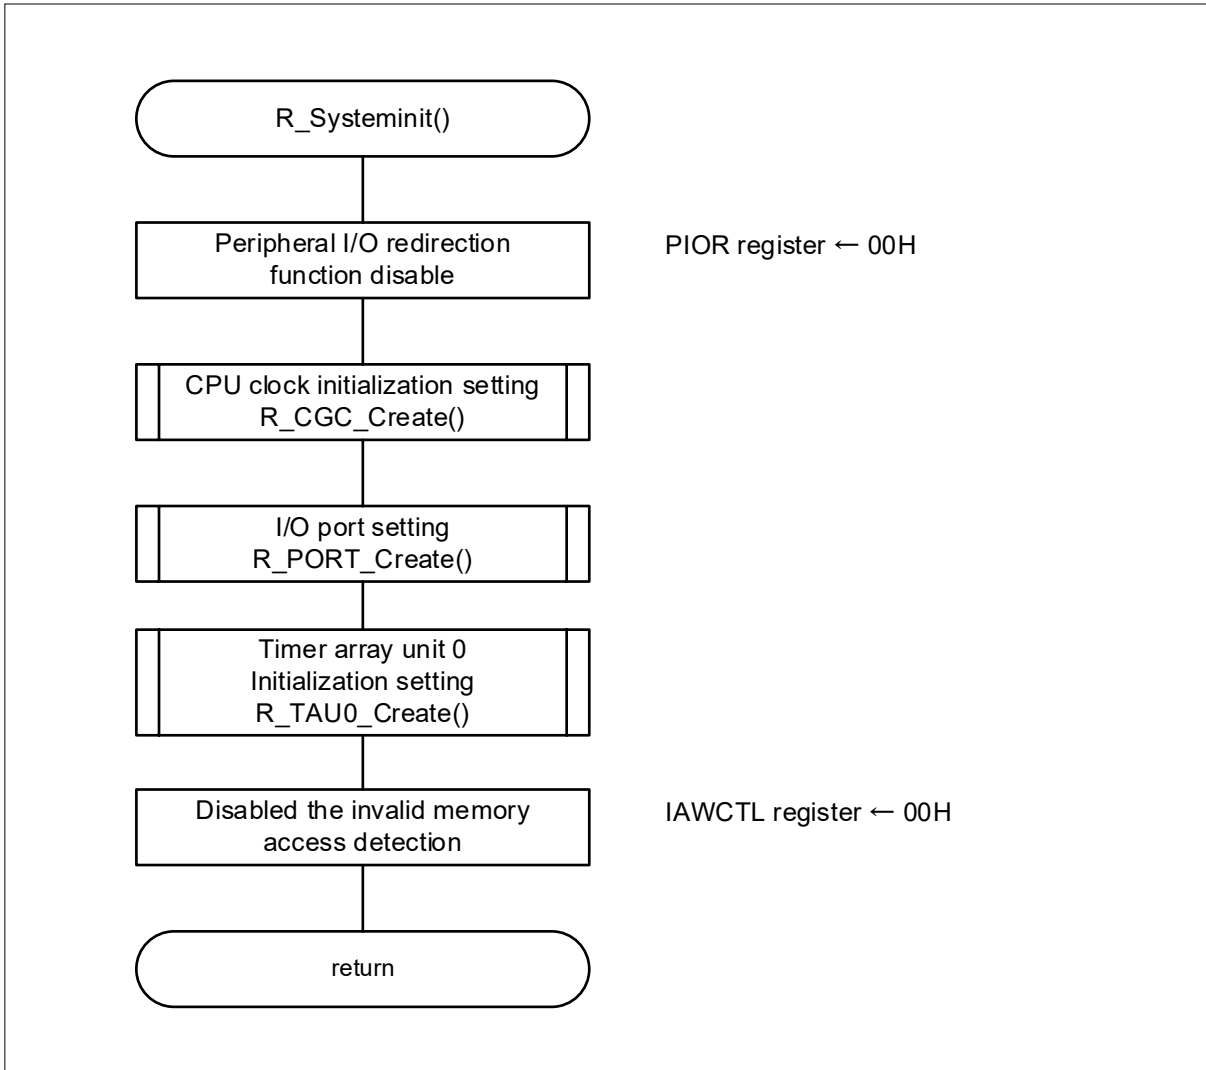 R_Systeminit()
Peripheral I/O redirection
function disable
PIOR register ← 00H
CPU clock initialization setting
R_CGC_Create()
I/O port setting
R_PORT_Create()
Timer array unit 0
Initialization setting
R_TAU0_Create()
Disabled the invalid memory
access detection
IAWCTL register ← 00H
return